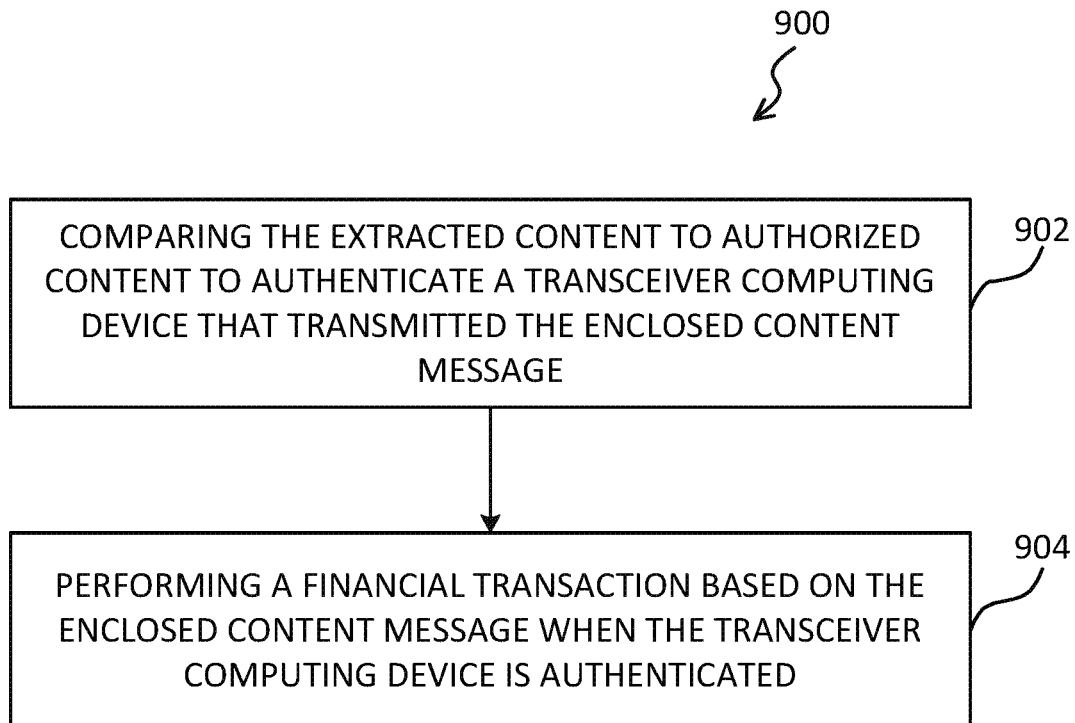 900
COMPARING THE EXTRACTED CONTENT TO AUTHORIZED
CONTENT TO AUTHENTICATE A TRANSCEIVER COMPUTING
DEVICE THAT TRANSMITTED THE ENCLOSED CONTENT
MESSAGE
902
PERFORMING A FINANCIAL TRANSACTION BASED ON THE
ENCLOSED CONTENT MESSAGE WHEN THE TRANSCEIVER
COMPUTING DEVICE IS AUTHENTICATED
904